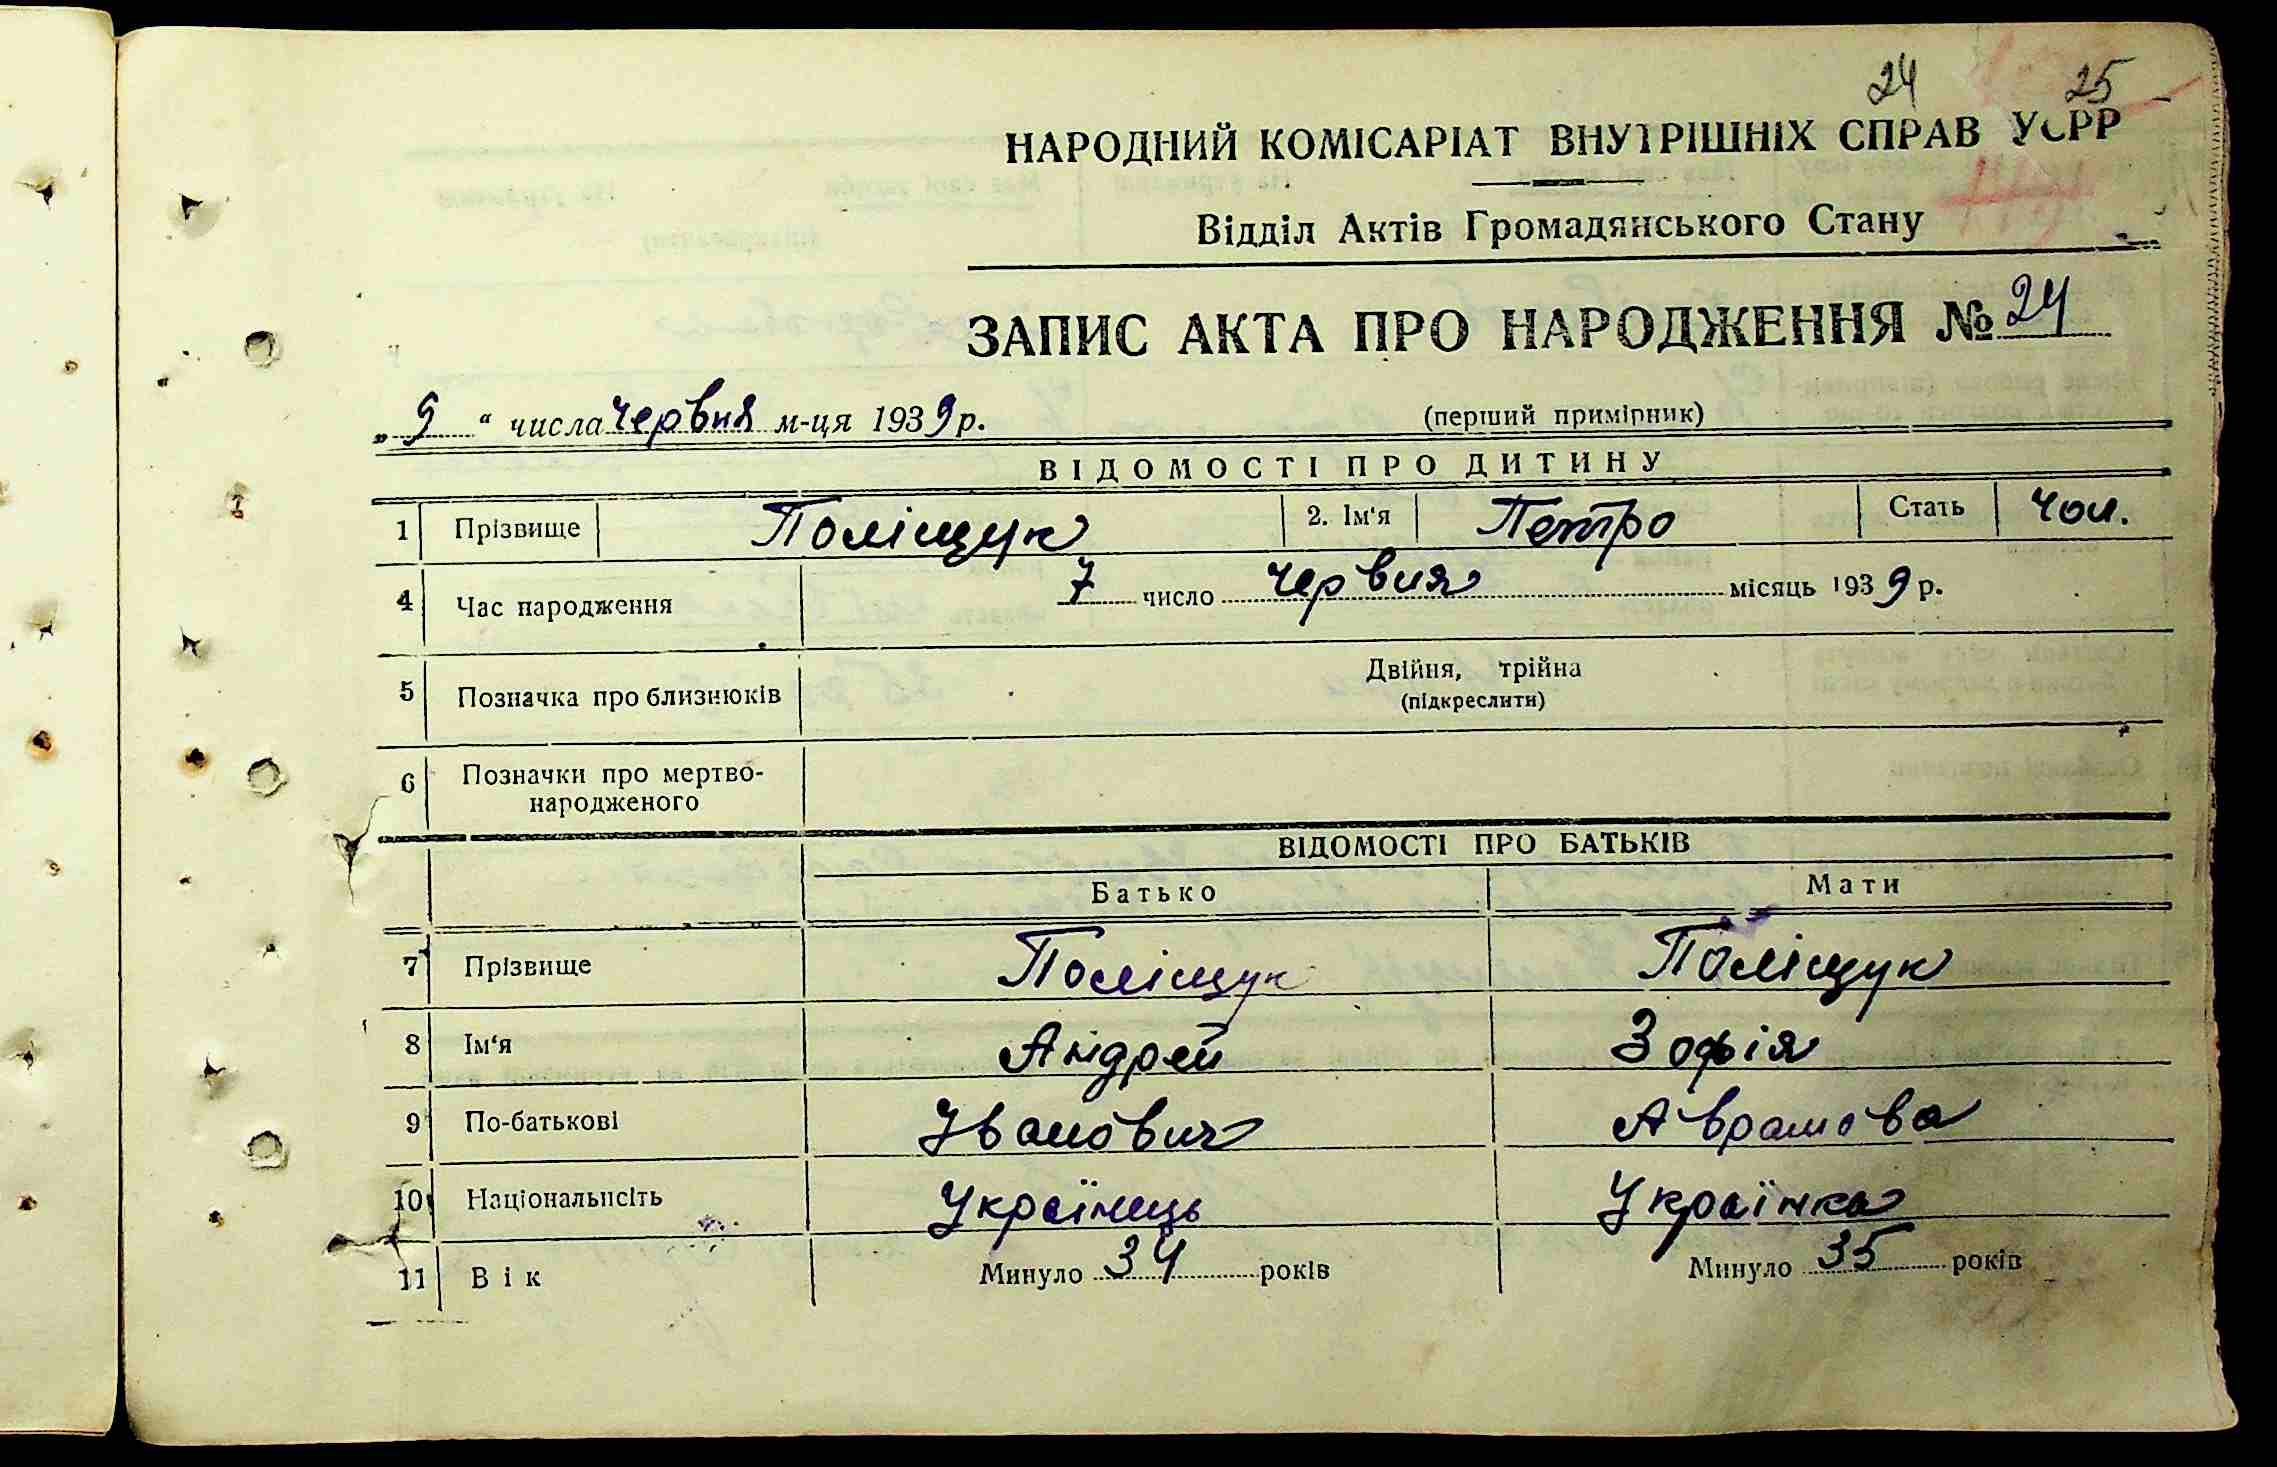 24 25
НАРОДНИЙ КОМІСАРІАТ ВНУТРІШНІХ СПРАВ УСРР
Відділ Актів Громадянського Стану
ЗАПИС АКТА ПРО НАРОДЖЕННЯ № 24
„ 9 “ числа червня м-ця 1939 р. (перший примірник)
ВІДОМОСТІ ПРО ДИТИНУ
1 Прізвище Поліщук 2. Ім‘я Петро Стать чол.
4 Час народження 7 число червня місяць 1939 р.
5 Позначка про близнюків Двійня, трійна
(підкреслити)
6 Позначки про мертво-
народженого
ВІДОМОСТІ ПРО БАТЬКІВ
Батько Мати
7 Прізвище Поліщук Поліщук
8 Ім‘я Андрей Зофія
9 По-батькові Іванович Аврамова
10 Національність Українець Українка
11 Вік Минуло 34 років Минуло 35 років